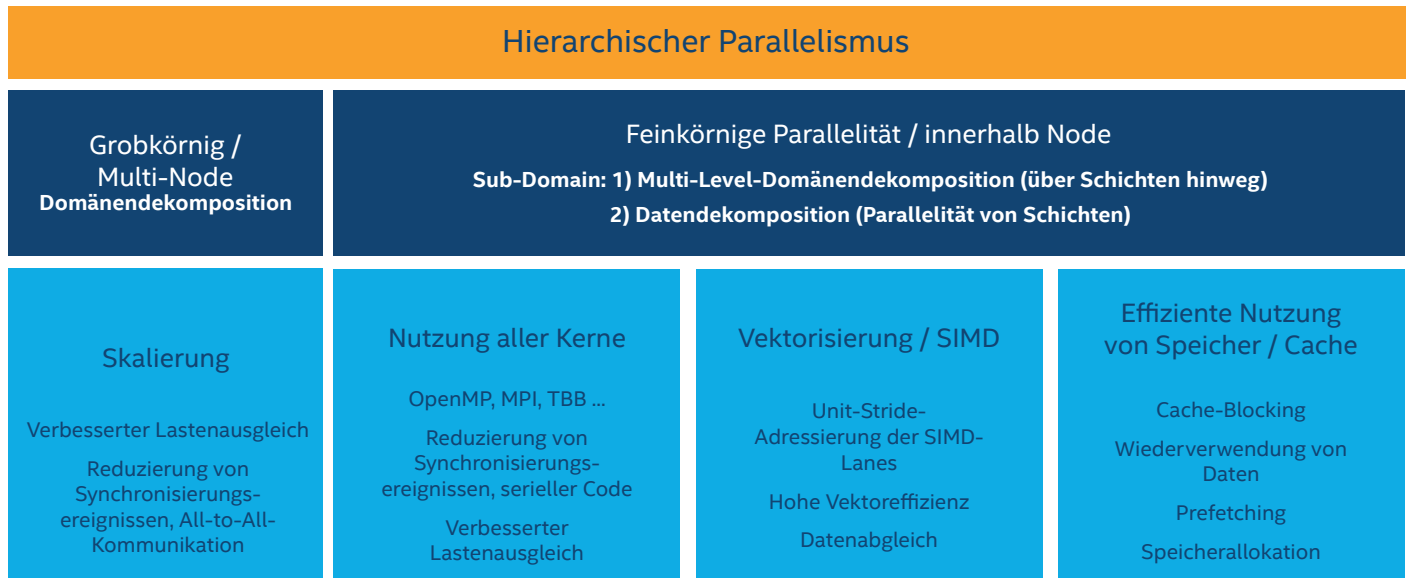 Hierarchischer Parallelismus
Grobkörnig /
Multi-Node
Domänendekomposition
Feinkörnige Parallelität / innerhalb Node
Sub-Domain: 1) Multi-Level-Domänendekomposition (über Schichten hinweg)
2) Datendekomposition (Parallelität von Schichten)
Skalierung
Verbesserter Lastenausgleich
Reduzierung von
Synchronisierungs-
ereignissen, All-to-All-
Kommunikation
Nutzung aller Kerne
OpenMP, MPI, TBB ...
Reduzierung von
Synchronisierungs-
ereignissen, serieller Code
Verbesserter
Lastenausgleich
Vektorisierung / SIMD
Unit-Stride-
Adressierung der SIMD-
Lanes
Hohe Vektoreffizienz
Datenabgleich
Effiziente Nutzung
von Speicher / Cache
Cache-Blocking
Wiederverwendung von
Daten
Prefetching
Speicherallokation